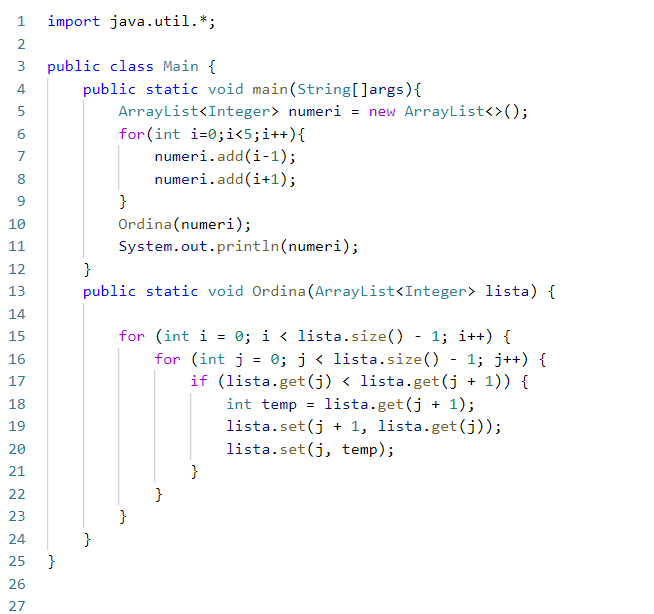 1 import java.util.*;
2
3 public class Main {
4 public static void main(String[]args){
5 ArrayList<Integer> numeri = new ArrayList<>();
6 for(int i=0;i<5;i++){
7 numeri.add(i-1);
8 numeri.add(i+1);
9 }
10 Ordina(numeri);
11 System.out.println(numeri);
12 }
13 public static void Ordina(ArrayList<Integer> lista) {
14
15 for (int i = 0; i < lista.size() - 1; i++) {
16 for (int j = 0; j < lista.size() - 1; j++) {
17 if (lista.get(j) < lista.get(j + 1)) {
18 int temp = lista.get(j + 1);
19 lista.set(j + 1, lista.get(j));
20 lista.set(j, temp);
21 }
22 }
23 }
24 }
25 }
26
27